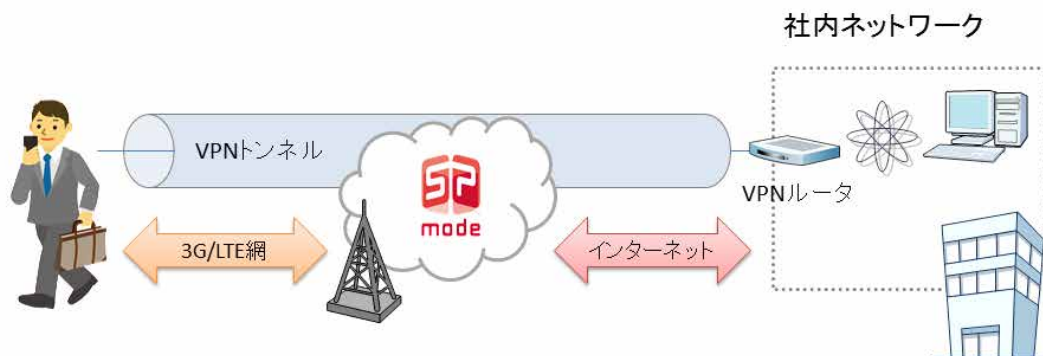 社内ネットワーク
VPNトンネル
sp
mode
VPNルータ
3G/LTE網
インターネット